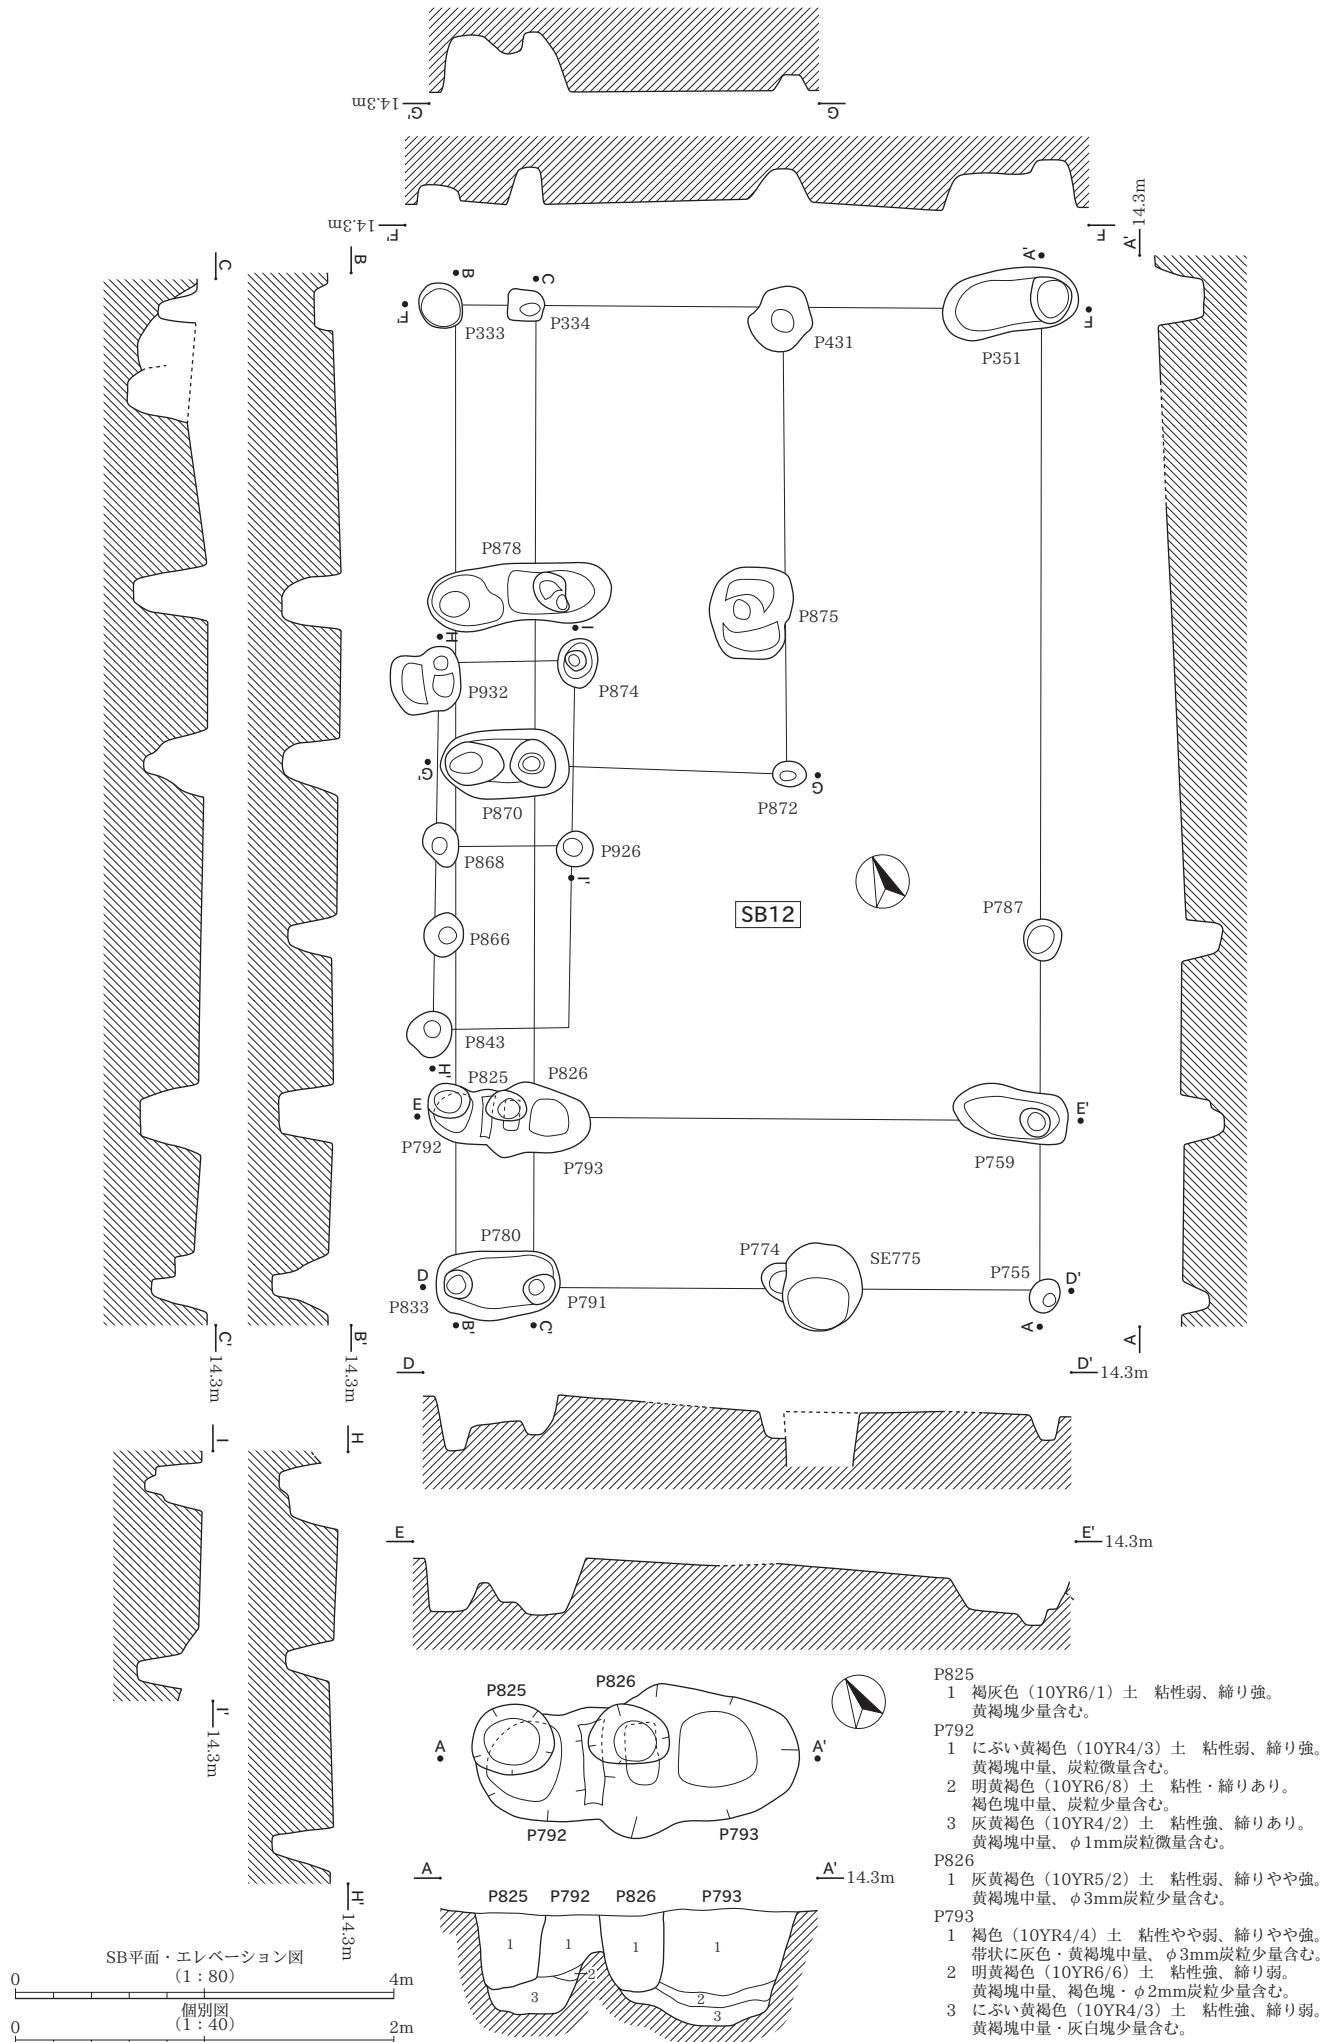 14.3m
G'
G
14.3m
F'
F
A'
14.3m
C
B
B
C
A'
F'
F
P333
P334
P431
P351
P878
P875
H
I
P932
P874
G'
G
P870
P872
P868
P926
I'
SB12
P787
P866
P843
H'
P825
P826
E
E'
P792
P793
P759
P780
P774
SE775
P755
D
D'
P833
P791
B'
C'
A
A
C'
14.3m
B'
14.3m
D
D'
14.3m
I
H
E
E'
14.3m
I'
14.3m
H'
14.3m
P825
P826
A
A'
P792
P793
A
A'
14.3m
P825
P792
P826
P793
1
1
1
1
2
3
2
3
P825
1 褐灰色（10YR6/1）土 粘性弱、締り強。
黄褐塊少量含む。
P792
1 にぶい黄褐色（10YR4/3）土 粘性弱、締り強。
黄褐塊中量、炭粒微量含む。
2 明黄褐色（10YR6/8）土 粘性・締りあり。
褐色塊中量、炭粒少量含む。
3 灰黄褐色（10YR4/2）土 粘性強、締りあり。
黄褐塊中量、φ1mm炭粒微量含む。
P826
1 灰黄褐色（10YR5/2）土 粘性弱、締りやや強。
黄褐塊中量、φ3mm炭粒少量含む。
P793
1 褐色（10YR4/4）土 粘性やや弱、締りやや強。
帯状に灰色・黄褐塊中量、φ3mm炭粒少量含む。
2 明黄褐色（10YR6/6）土 粘性強、締り弱。
黄褐塊中量、褐色塊・φ2mm炭粒少量含む。
3 にぶい黄褐色（10YR4/3）土 粘性強、締り弱。
黄褐塊中量・灰白塊少量含む。
SB平面・エレベーション図
（1：80）
0
4m
個別図
（1：40）
0
2m